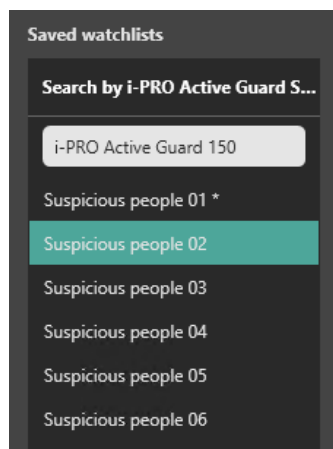 Saved watchlists
Search by i-PRO Active Guard S...
i-PRO Active Guard 150
Suspicious people 01 *
Suspicious people 02
Suspicious people 03
Suspicious people 04
Suspicious people 05
Suspicious people 06